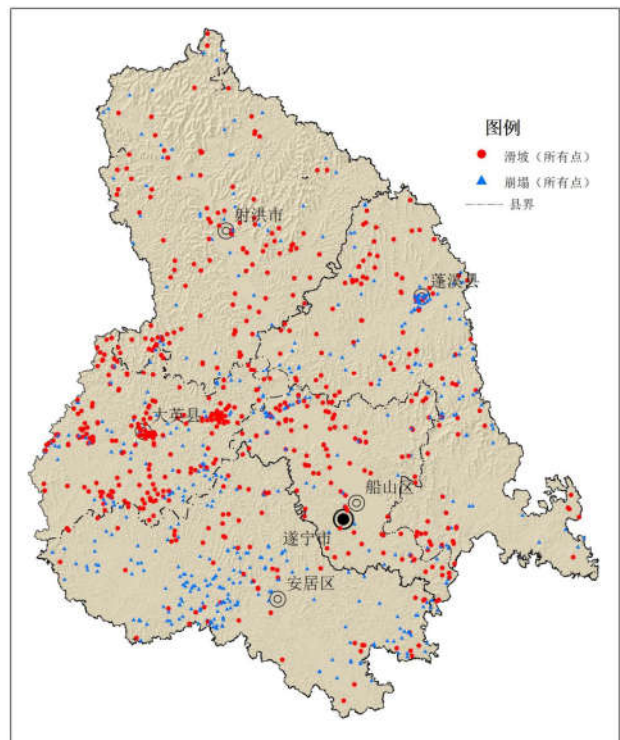 图例
滑坡（所有点）
崩塌（所有点）
县界
射洪市
蓬溪县
大英县
船山区
遂宁市
安居区